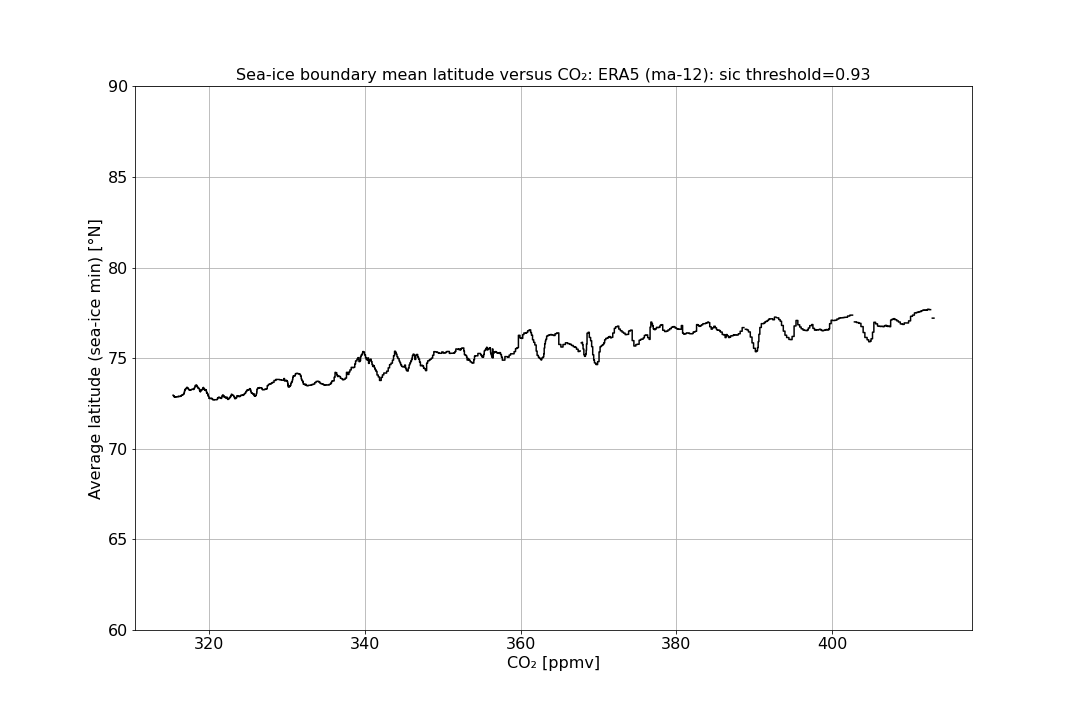 Sea-ice boundary mean latitude versus CO₂: ERA5 (ma-12): sic threshold=0.93
90
85
80
75
70
65
60
Average latitude (sea-ice min) [°N]
320 340 360 380 400
CO₂ [ppmv]